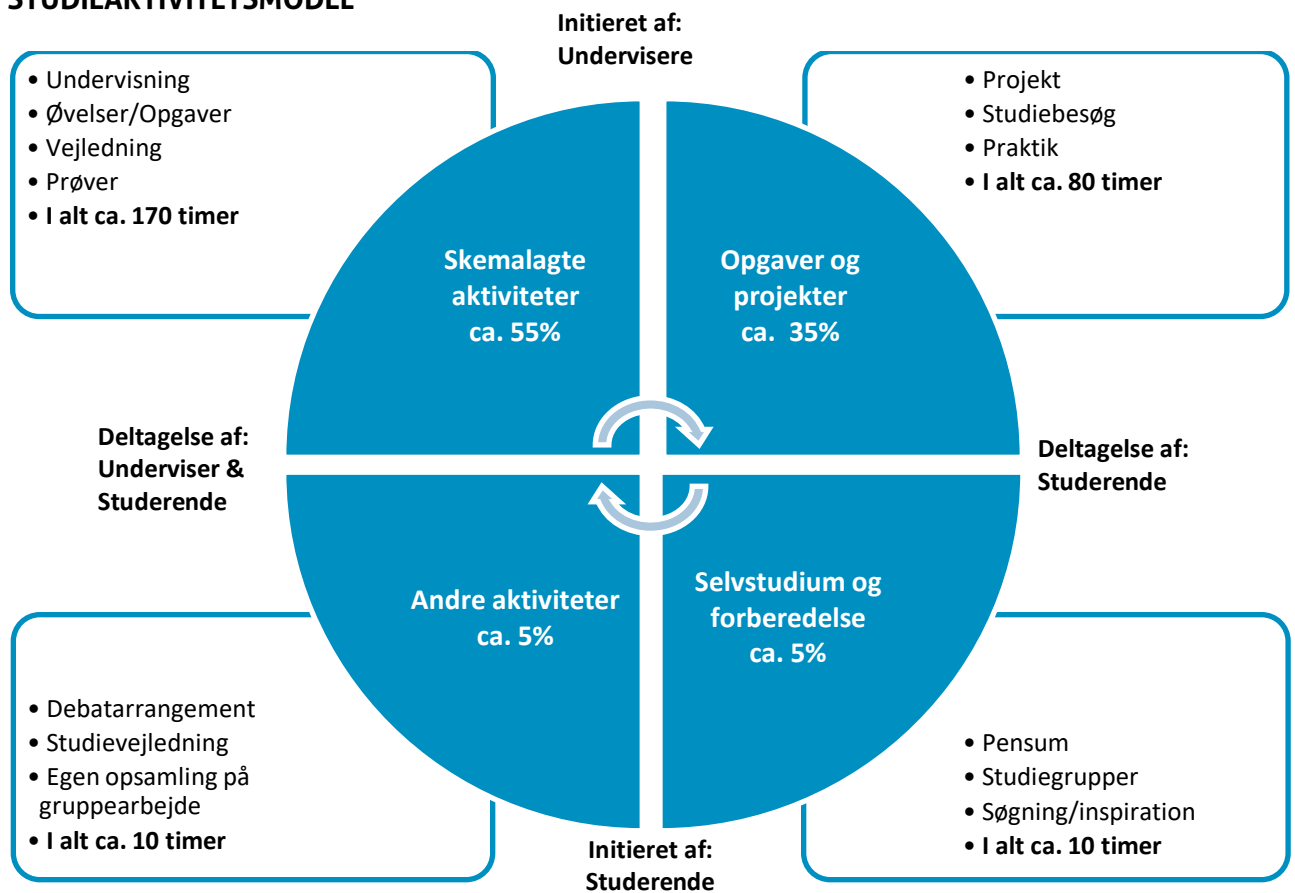 STUDIEAKTIVITETSMODEL
Initieret af:
Undervisere
• Undervisning
• Øvelser/Opgaver
• Vejledning
• Prøver
• I alt ca. 170 timer
• Projekt
• Studiebesøg
• Praktik
• I alt ca. 80 timer
Skemalagte
aktiviteter
ca. 55%
Opgaver og
projekter
ca. 35%
Deltagelse af:
Underviser &
Studerende
Deltagelse af:
Studerende
Andre aktiviteter
ca. 5%
Selvstudium og
forberedelse
ca. 5%
• Debatarrangement
• Studievejledning
• Egen opsamling på
gruppearbejde
• I alt ca. 10 timer
• Pensum
• Studiegrupper
• Søgning/inspiration
• I alt ca. 10 timer
Initieret af:
Studerende